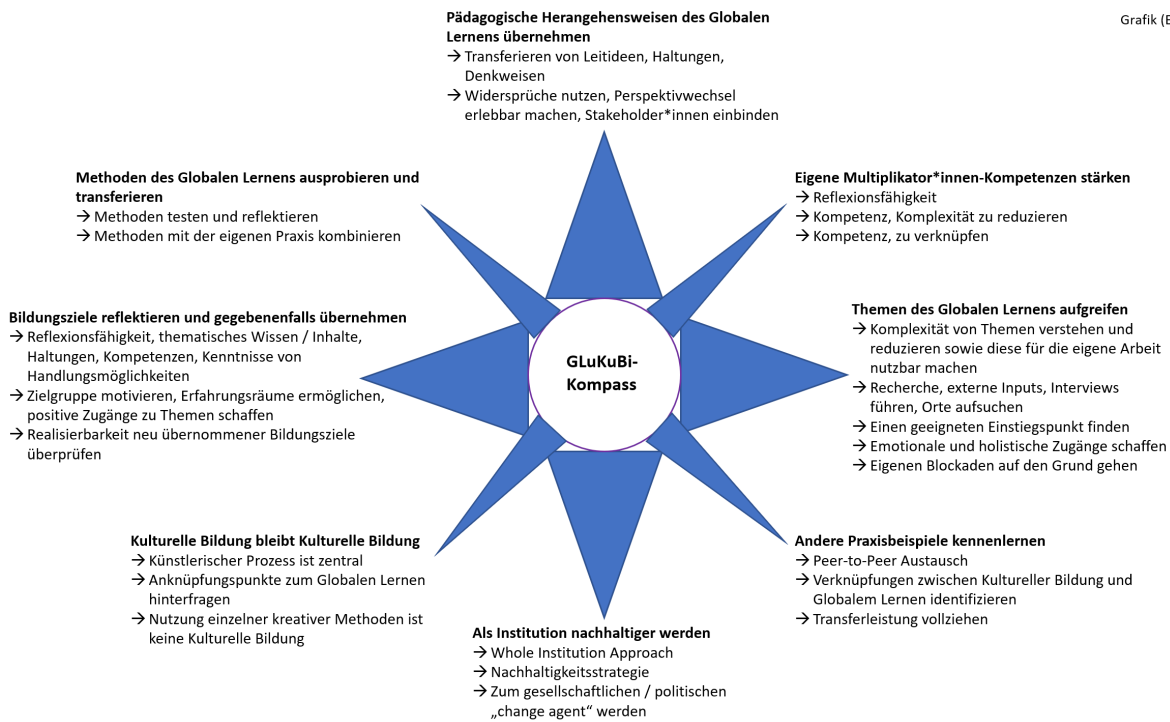 Pädagogische Herangehensweisen des Globalen
Lernens übernehmen
→ Transferieren von Leitideen, Haltungen,
Denkweisen
→ Widersprüche nutzen, Perspektivwechsel
erlebbar machen, Stakeholder*innen einbinden
Grafik (E
Eigene Multiplikator*innen-Kompetenzen stärken
→ Reflexionsfähigkeit
→ Kompetenz, Komplexität zu reduzieren
→ Kompetenz, zu verknüpfen
Themen des Globalen Lernens aufgreifen
→ Komplexität von Themen verstehen und
reduzieren sowie diese für die eigene Arbeit
nutzbar machen
→ Recherche, externe Inputs, Interviews
führen, Orte aufsuchen
→ Einen geeigneten Einstiegspunkt finden
→ Emotionale und holistische Zugänge schaffen
→ Eigenen Blockaden auf den Grund gehen
Andere Praxisbeispiele kennenlernen
→ Peer-to-Peer Austausch
→ Verknüpfungen zwischen Kultureller Bildung und
Globalem Lernen identifizieren
→ Transferleistung vollziehen
Als Institution nachhaltiger werden
→ Whole Institution Approach
→ Nachhaltigkeitsstrategie
→ Zum gesellschaftlichen / politischen
„change agent“ werden
Kulturelle Bildung bleibt Kulturelle Bildung
→ Künstlerischer Prozess ist zentral
→ Anknüpfungspunkte zum Globalen Lernen
hinterfragen
→ Nutzung einzelner kreativer Methoden ist
keine Kulturelle Bildung
Bildungsziele reflektieren und gegebenenfalls übernehmen
→ Reflexionsfähigkeit, thematisches Wissen / Inhalte,
Haltungen, Kompetenzen, Kenntnisse von
Handlungsmöglichkeiten
→ Zielgruppe motivieren, Erfahrungsräume ermöglichen,
positive Zugänge zu Themen schaffen
→ Realisierbarkeit neu übernommener Bildungsziele
überprüfen
Methoden des Globalen Lernens ausprobieren und
transferieren
→ Methoden testen und reflektieren
→ Methoden mit der eigenen Praxis kombinieren
GLuKuBi-
Kompass